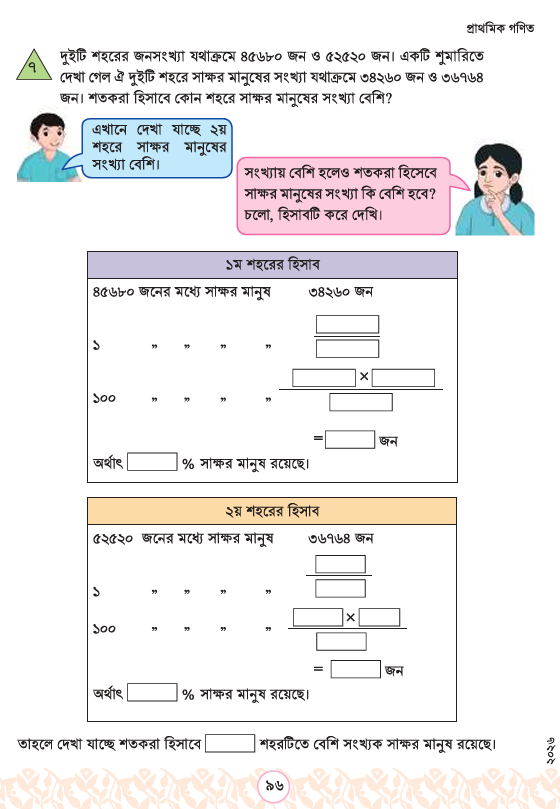 প্রাথমিক গণিত
৭
দুইটি শহরের জনসংখ্যা যথাক্রমে ৪৫৬৮০ জন ও ৫২৫২০ জন। একটি শুমারিতে
দেখা গেল ঐ দুইটি শহরে সাক্ষর মানুষের সংখ্যা যথাক্রমে ৩৪২৬০ জন ও ৩৬৭৬৪
জন। শতকরা হিসাবে কোন শহরে সাক্ষর মানুষের সংখ্যা বেশি?
এখানে দেখা যাচ্ছে ২য়
শহরে সাক্ষর মানুষের
সংখ্যা বেশি।
সংখ্যায় বেশি হলেও শতকরা হিসেবে
সাক্ষর মানুষের সংখ্যা কি বেশি হবে?
চলো, হিসাবটি করে দেখি।
১ম শহরের হিসাব
৪৫৬৮০ জনের মধ্যে সাক্ষর মানুষ ৩৪২৬০ জন
১ ” ” ” ”
×
১০০ ” ” ” ”
= জন
অর্থাৎ % সাক্ষর মানুষ রয়েছে।
২য় শহরের হিসাব
৫২৫২০ জনের মধ্যে সাক্ষর মানুষ ৩৬৭৬৪ জন
১ ” ” ” ”
×
১০০ ” ” ” ”
= জন
অর্থাৎ % সাক্ষর মানুষ রয়েছে।
তাহলে দেখা যাচ্ছে শতকরা হিসাবে শহরটিতে বেশি সংখ্যক সাক্ষর মানুষ রয়েছে।
২০২৬
৯৬